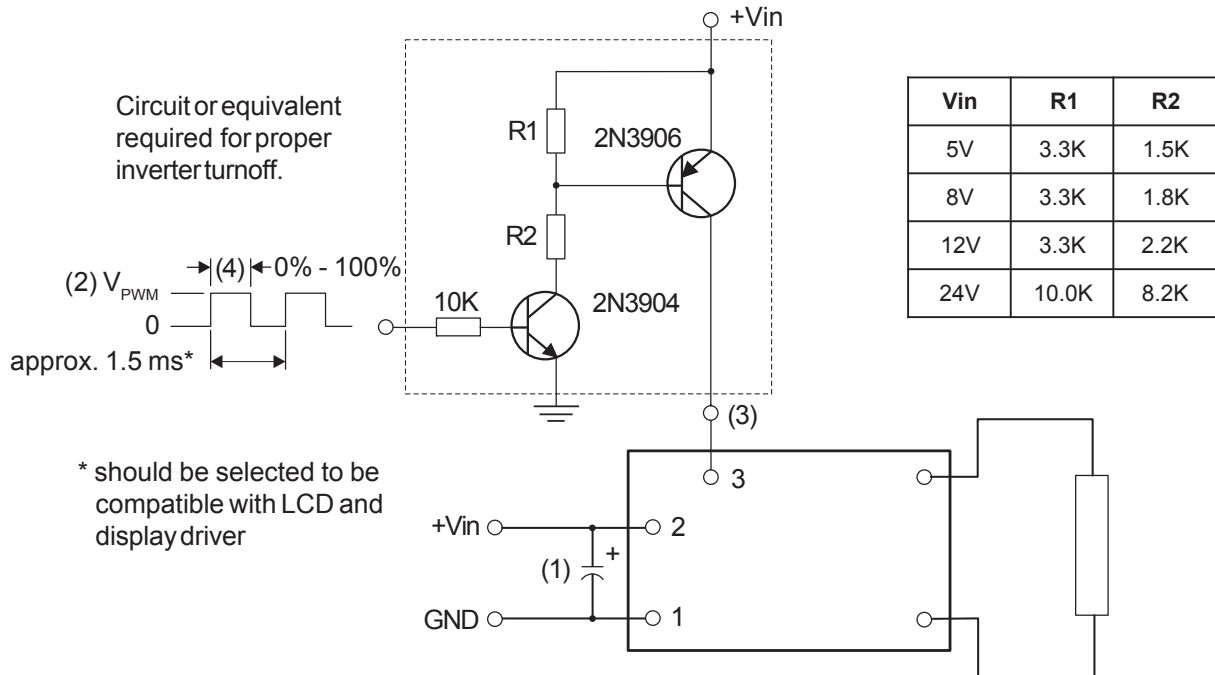 +Vin
Circuit or equivalent
required for proper
inverter turnoff.
R1
2N3906
R2
(4) 0% - 100%
(2) VPWM
0
10K
2N3904
approx. 1.5 ms*
(3)
* should be selected to be
compatible with LCD and
display driver
3
+Vin
2
(1)
+
GND
1
Vin R1 R2
5V 3.3K 1.5K
8V 3.3K 1.8K
12V 3.3K 2.2K
24V 10.0K 8.2K